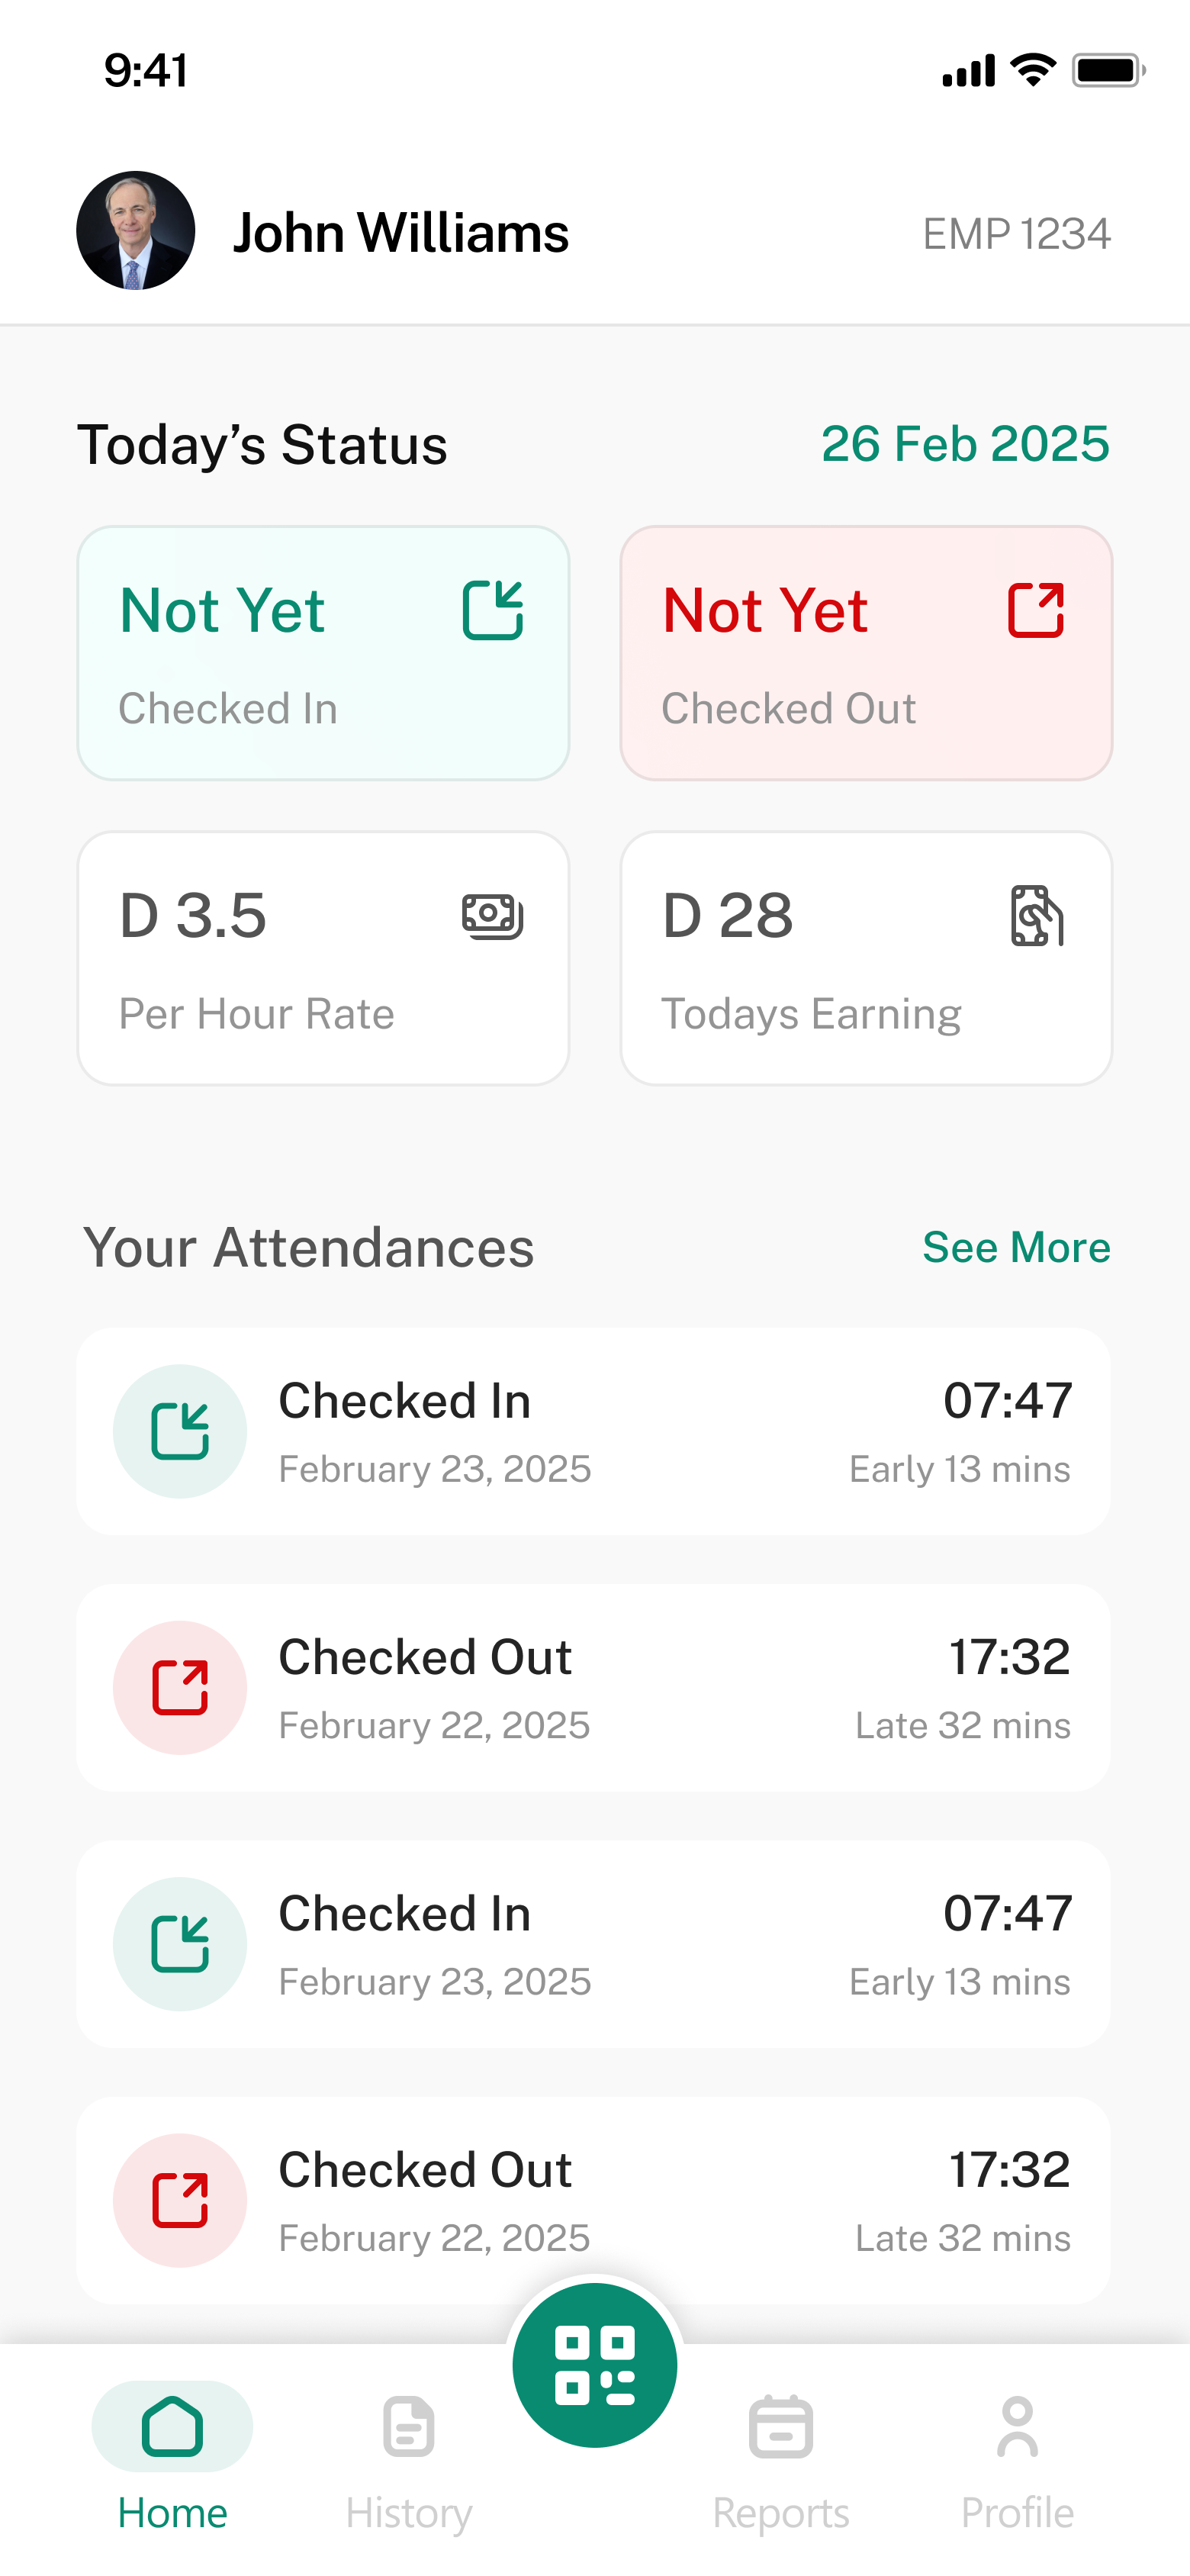 9:41
John Williams
EMP 1234
Today’s Status
26 Feb 2025
Not Yet
Checked In
Not Yet
Checked Out
D 3.5
Per Hour Rate
D 28
Todays Earning
Your Attendances
See More
Checked In
07:47
February 23, 2025
Early 13 mins
Checked Out
17:32
February 22, 2025
Late 32 mins
Checked In
07:47
February 23, 2025
Early 13 mins
Checked Out
17:32
February 22, 2025
Late 32 mins
Home
History
Reports
Profile